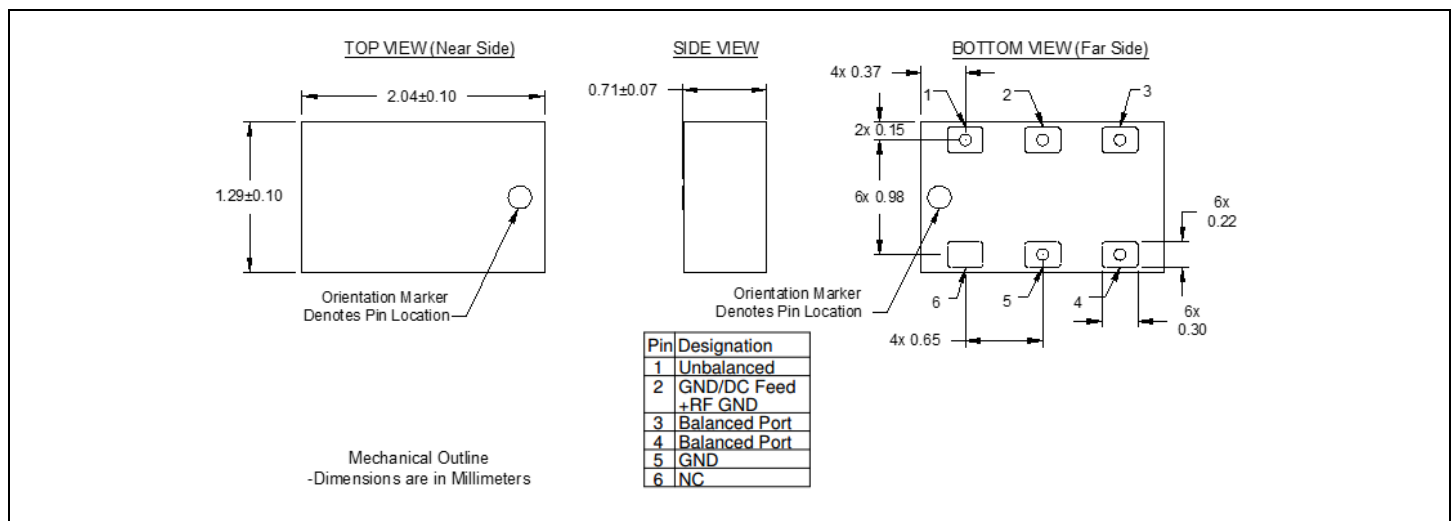 TOP VIEW (Near Side)
2.04±0.10
1.29±0.10
Orientation Marker
Denotes Pin Location
SIDE VIEW
0.71±0.07
BOTTOM VIEW (Far Side)
4x 0.37
1
2
3
2x 0.15
6x 0.98
6x
0.22
6
5
4
Orientation Marker
Denotes Pin Location
6x
0.30
4x 0.65
Pin Designation
1 Unbalanced
2 GND/DC Feed
+RF GND
3 Balanced Port
4 Balanced Port
5 GND
6 NC
Mechanical Outline
-Dimensions are in Millimeters